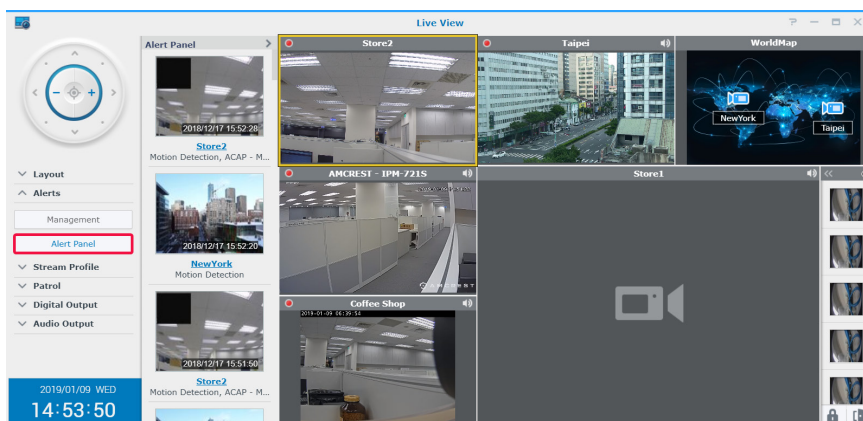 Live View
Layout
Alerts
Management
Alert Panel
Stream Profile
Patrol
Digital Output
Audio Output
2019/01/09 WED
14:53:50
Alert Panel
2018/12/17 15:52:28
Store2
Motion Detection, ACAP - M...
2018/12/17 15:52:20
NewYork
Motion Detection
2018/12/17 15:51:50
Store2
Motion Detection, ACAP - M...
Store2
Taipei
WorldMap
NewYork
Taipei
AMCREST - IPM-721S
AMCREST
Store1
Coffee Shop
2019-01-09 06:39:54